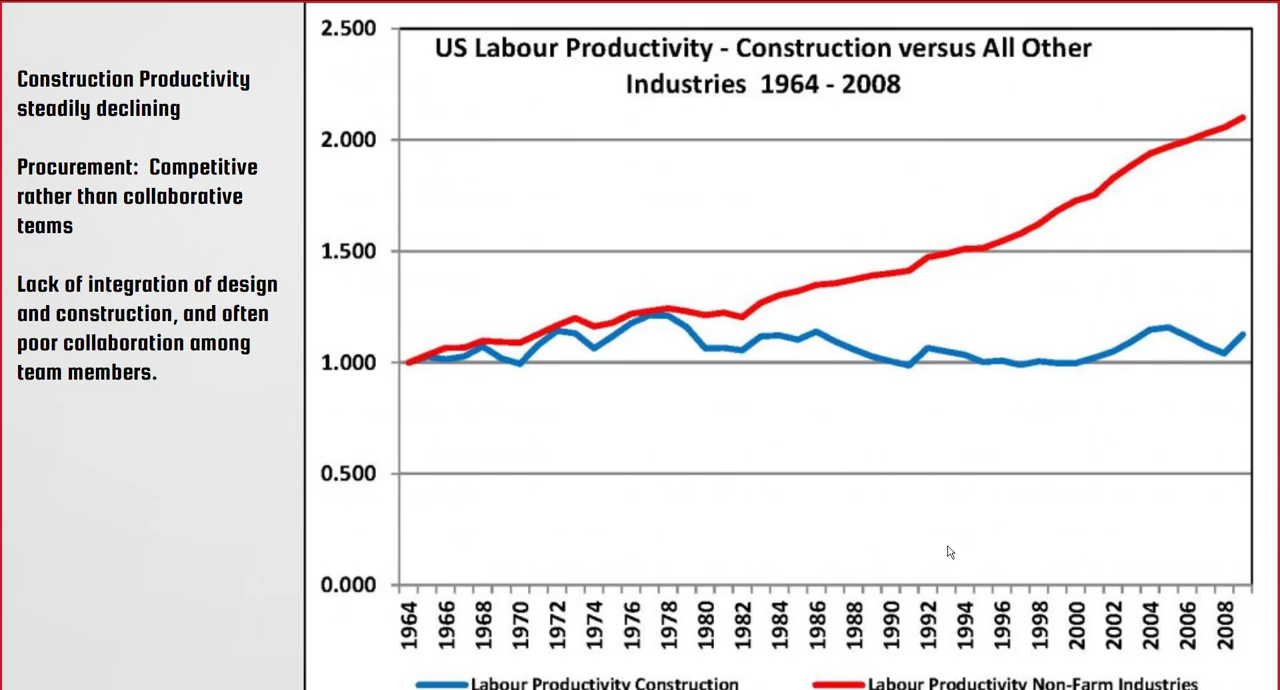 Construction Productivity
steadily declining
Procurement: Competitive
rather than collaborative
teams
Lack of integration of design
and construction, and often
poor collaboration among
team members.
US Labour Productivity - Construction versus All Other
Industries 1964 - 2008
2.500
2.000
1.500
1.000
0.500
0.000
1964
1966
1968
1970
1972
1974
1976
1978
1980
1982
1984
1986
1988
1990
1992
1994
1996
1998
2000
2002
2004
2006
2008
Labour Productivity Construction
Labour Productivity Non-Farm Industries